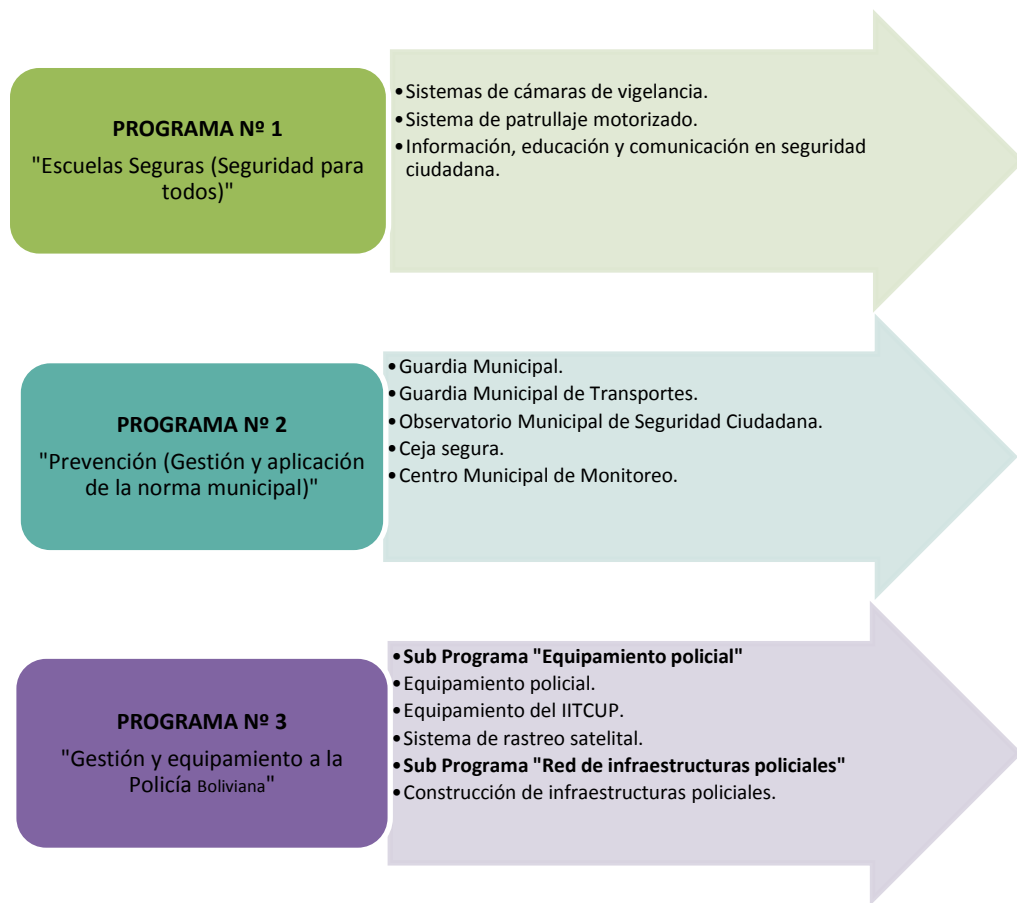 PROGRAMA Nº 1
"Escuelas Seguras (Seguridad para
todos)"
•Sistemas de cámaras de vigelancia.
•Sistema de patrullaje motorizado.
•Información, educación y comunicación en seguridad
ciudadana.
PROGRAMA Nº 2
"Prevención (Gestión y aplicación
de la norma municipal)"
•Guardia Municipal.
•Guardia Municipal de Transportes.
•Observatorio Municipal de Seguridad Ciudadana.
•Ceja segura.
•Centro Municipal de Monitoreo.
PROGRAMA Nº 3
"Gestión y equipamiento a la
Policía Boliviana"
•Sub Programa "Equipamiento policial"
•Equipamiento policial.
•Equipamiento del IITCUP.
•Sistema de rastreo satelital.
•Sub Programa "Red de infraestructuras policiales"
•Construcción de infraestructuras policiales.